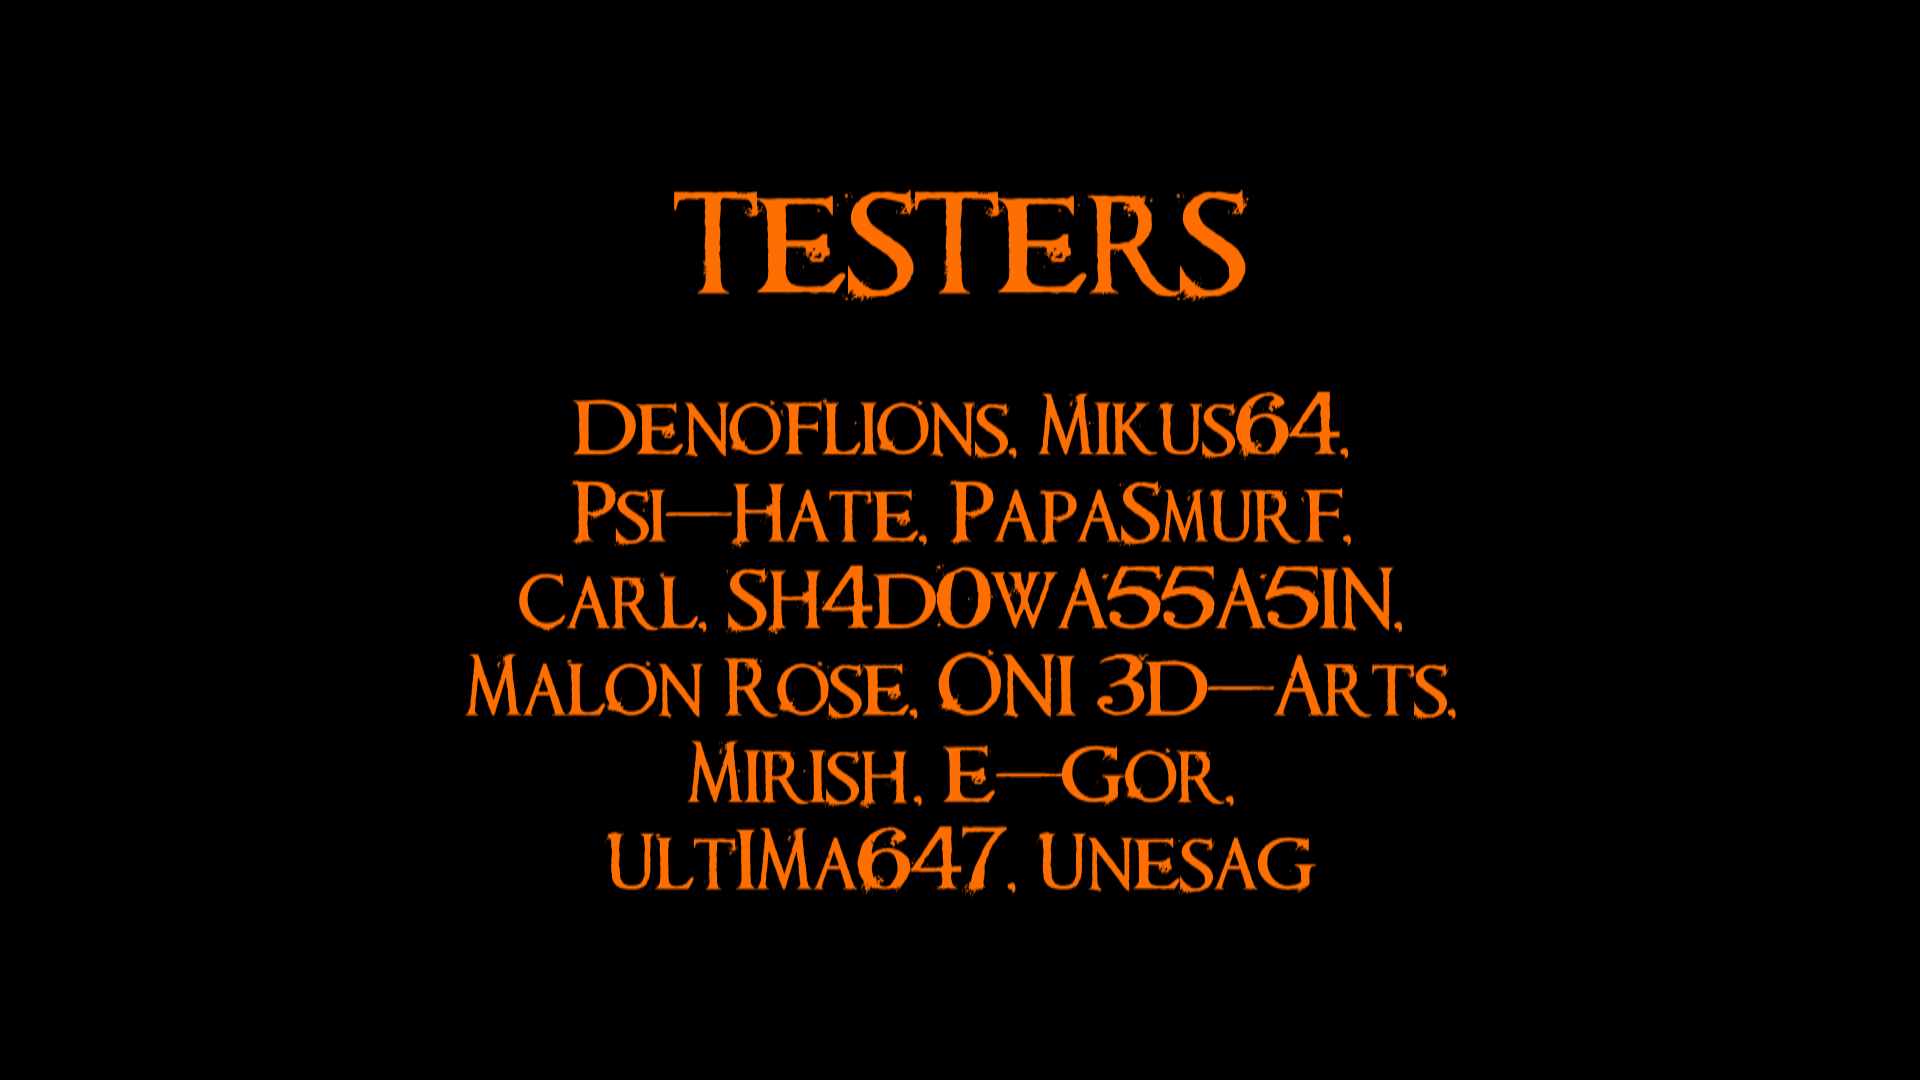 TESTERS
Denoflions, Mikus64,
Psi-Hate, PapaSmurf,
Carl, SH4D0WA55A5IN,
Malon Rose, ONI 3D-Arts,
Mirish, E-Gor,
UltIMa647, Unesag